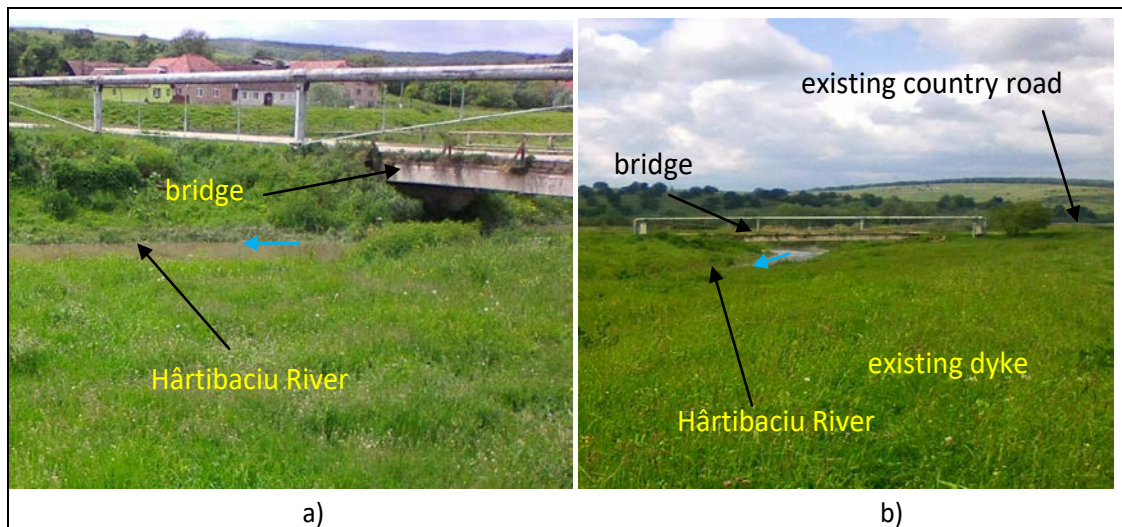 bridge
Hârtibaciu River
existing country road
bridge
existing dyke
Hârtibaciu River
a)
b)